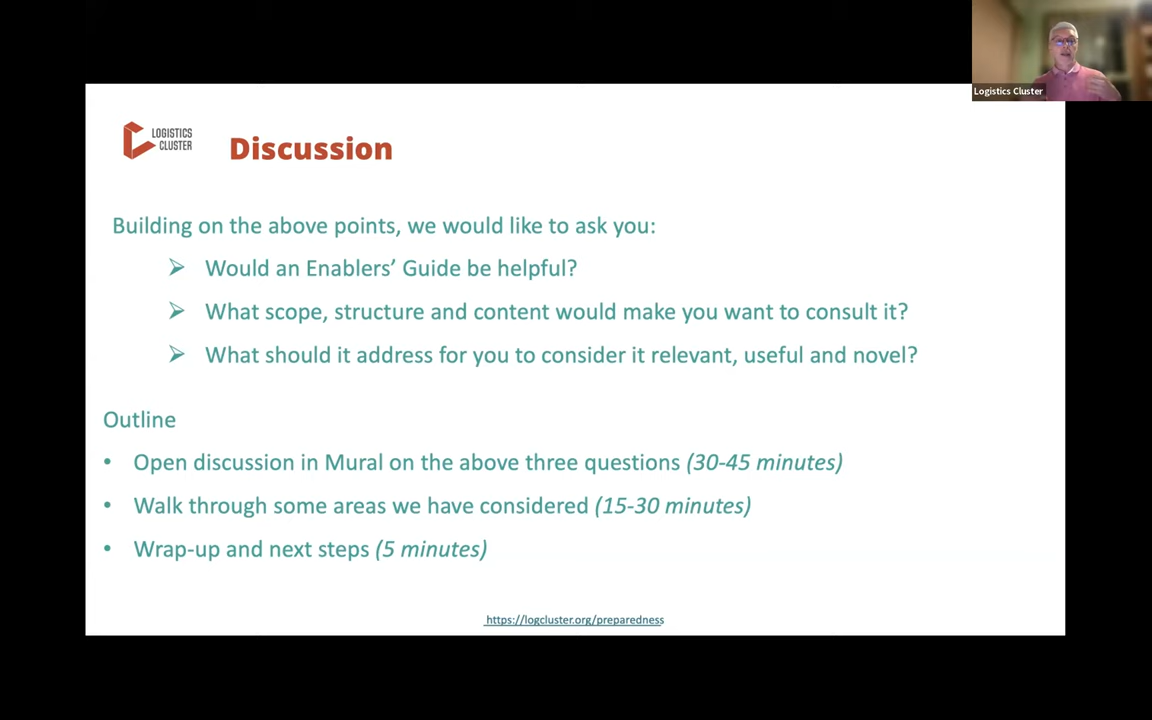 Logistics Cluster
LOGISTICS
CLUSTER
Discussion
Building on the above points, we would like to ask you:
➢ Would an Enablers’ Guide be helpful?
➢ What scope, structure and content would make you want to consult it?
➢ What should it address for you to consider it relevant, useful and novel?
Outline
• Open discussion in Mural on the above three questions (30-45 minutes)
• Walk through some areas we have considered (15-30 minutes)
• Wrap-up and next steps (5 minutes)
https://logcluster.org/preparedness